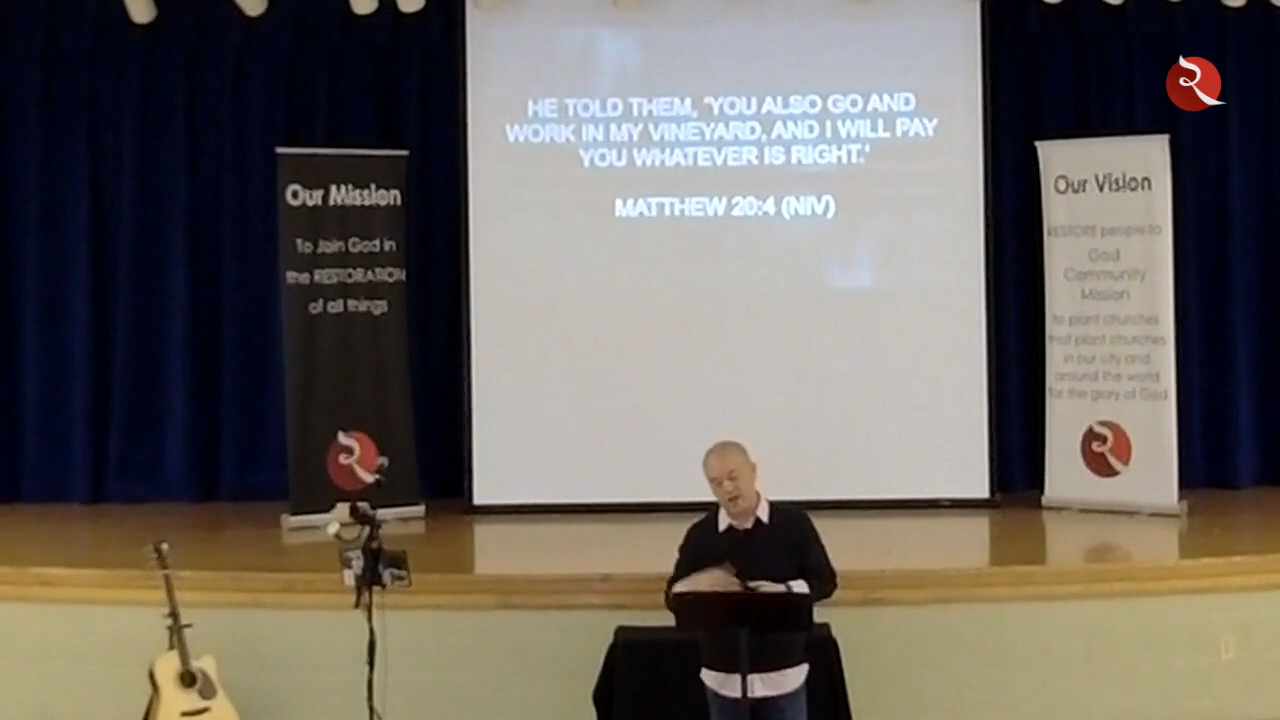 HE TOLD THEM, 'YOU ALSO GO AND
WORK IN MY VINEYARD, AND I WILL PAY
YOU WHATEVER IS RIGHT.'
MATTHEW 20:4 (NIV)
Our Mission
To Join God in
the RESTORATION
of all things
Our Vision
RESTORE people to
God
Community
Mission
to plant churches
that plant churches
in our city and
around the world
for the glory of God